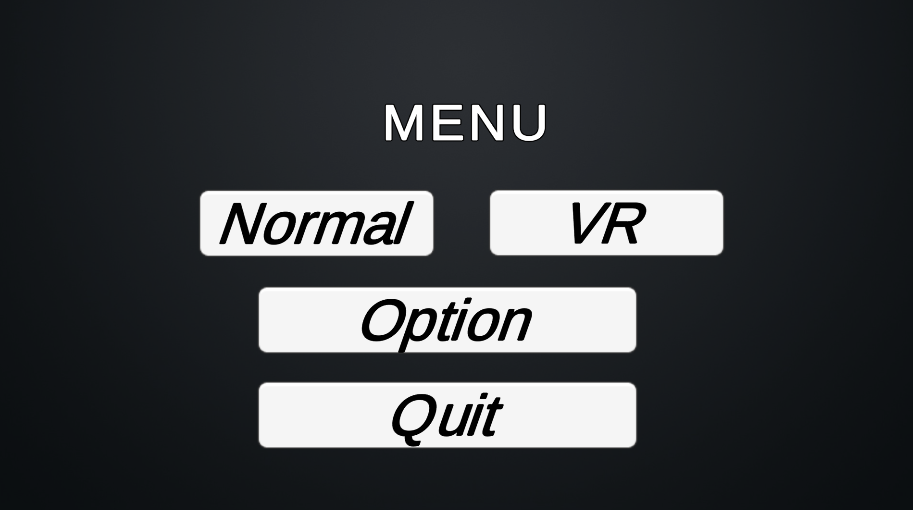 MENU
Normal VR
Option
Quit